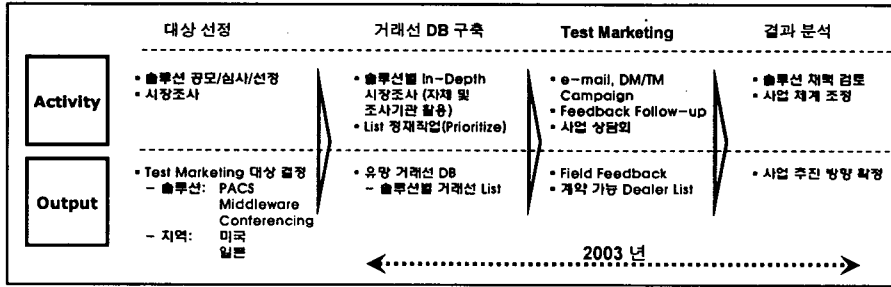 대상 선정
거래선 DB 구축
Test Marketing
결과 분석
Activity
• 솔루션 공모/심사/선정
• 시장조사
• 솔루션별 In-Depth
시장조사 (자체 및
조사기관 활용)
• List 정재작업(Prioritize)
• e-mail, DM/TM
Campaign
• Feedback Follow-up
• 사업 상담회
• 솔루션 채택 검토
• 사업 체계 조정
Output
• Test Marketing 대상 결정
- 솔루션: PACS
Middleware
Conferencing
- 지역: 미국
일본
• 유망 거래선 DB
- 솔루션별 거래선 List
• Field Feedback
• 계약 가능 Dealer List
• 사업 추진 방향 확정
2003 년